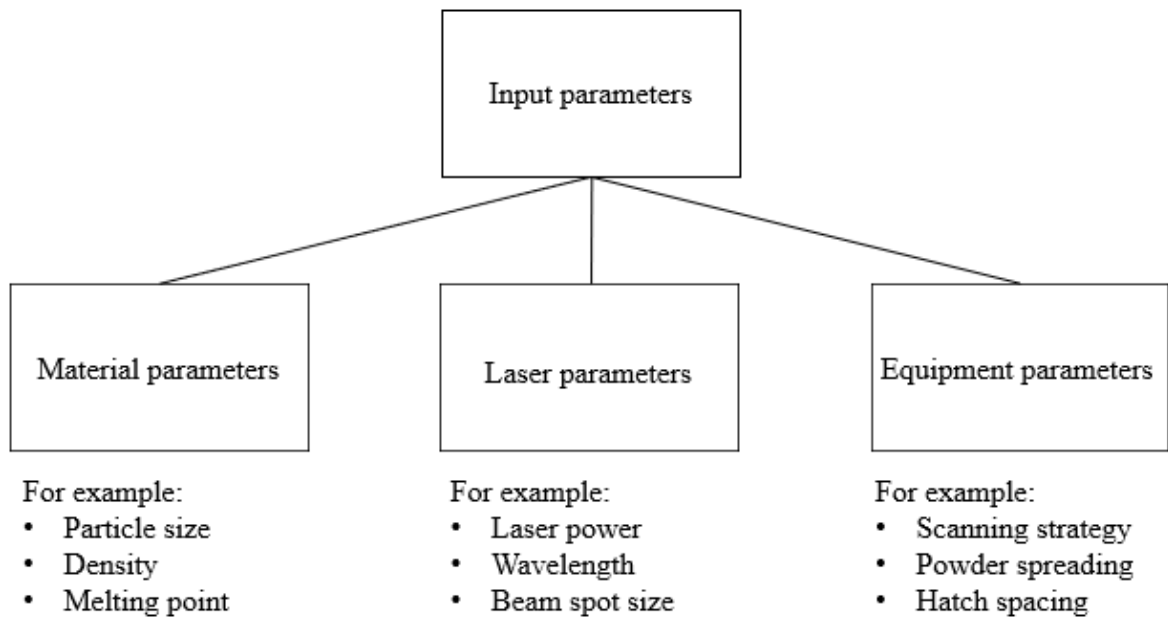 Input parameters
Material parameters
Laser parameters
Equipment parameters
For example:
• Particle size
• Density
• Melting point
For example:
• Laser power
• Wavelength
• Beam spot size
For example:
• Scanning strategy
• Powder spreading
• Hatch spacing